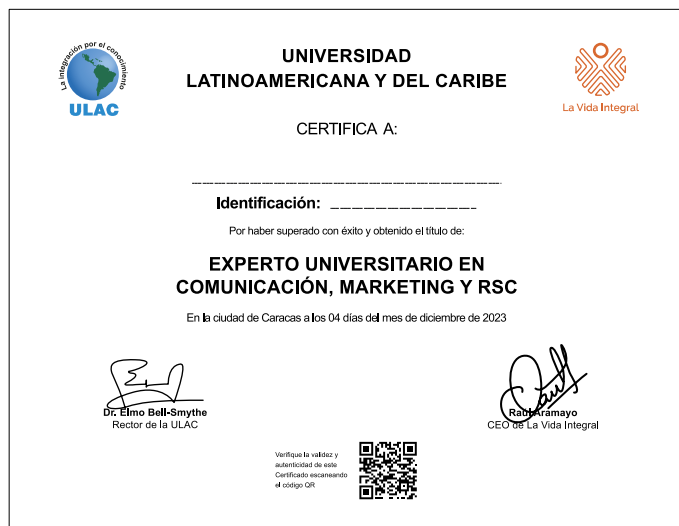 La integración por el conocimiento
ULAC
UNIVERSIDAD
LATINOAMERICANA Y DEL CARIBE
La Vida Integral
CERTIFICA A:
Identificación:
Por haber superado con éxito y obtenido el título de:
EXPERTO UNIVERSITARIO EN
COMUNICACIÓN, MARKETING Y RSC
En la ciudad de Caracas a los 04 días del mes de diciembre de 2023
Dr. Elmo Bell-Smythe
Rector de la ULAC
Raúl Aramayo
CEO de La Vida Integral
Verifique la validez y
autenticidad de este
Certificado escaneando
el código QR